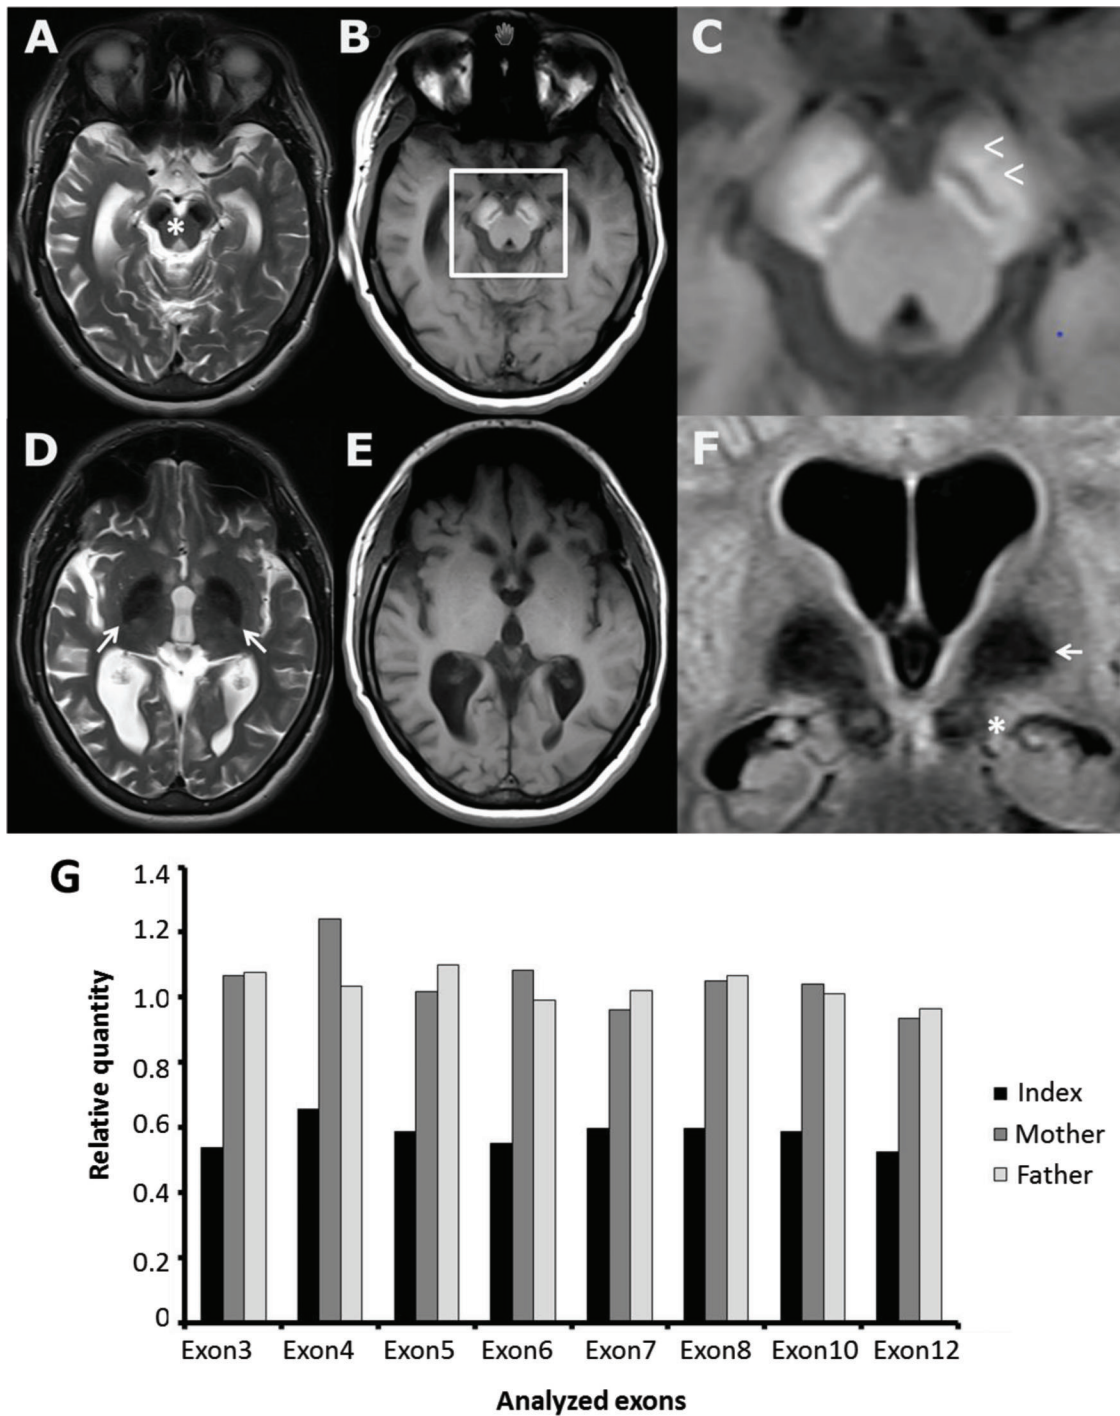 A
B
C
*
<
<
D
E
F
*
G
1.4
1.2
1.0
0.8
0.6
0.4
0.2
0
Relative quantity
Index
Mother
Father
Exon3 Exon4 Exon5 Exon6 Exon7 Exon8 Exon10 Exon12
Analyzed exons